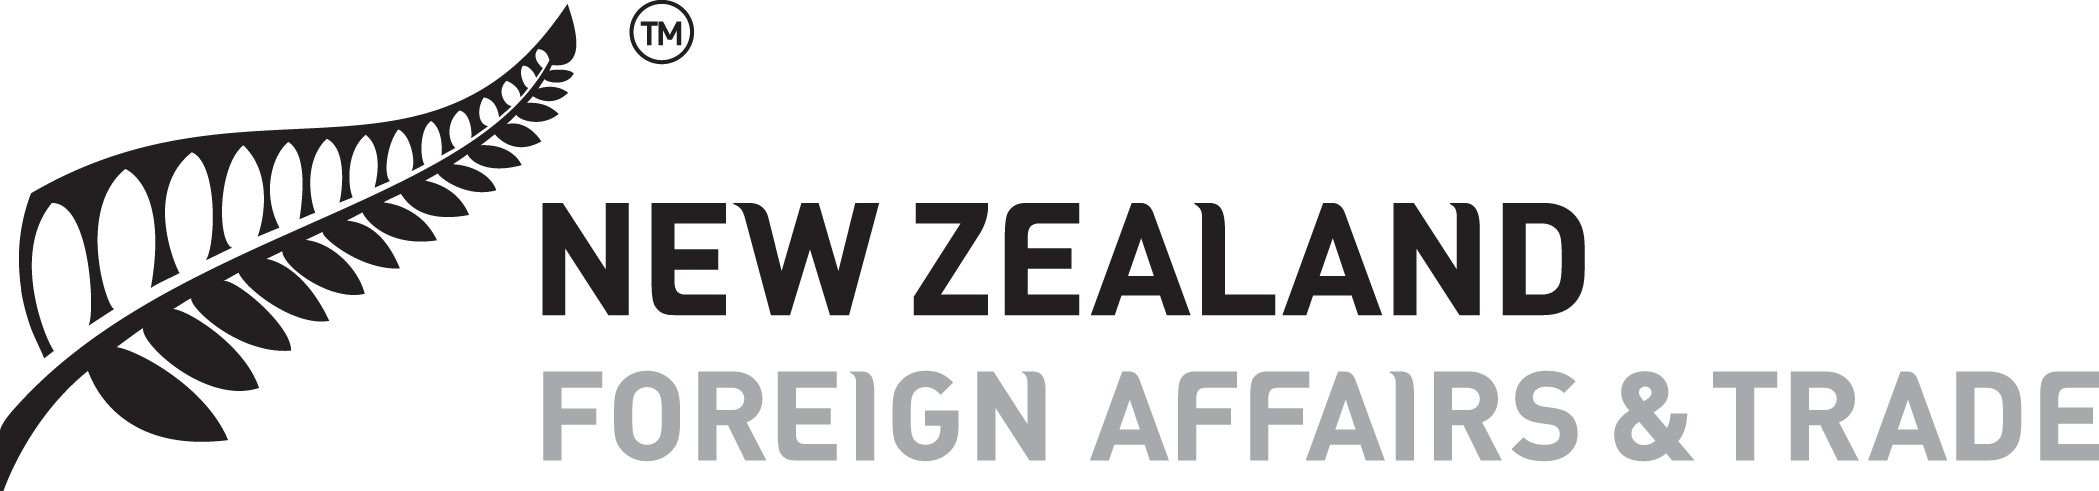 TM
NEW ZEALAND
FOREIGN AFFAIRS & TRADE